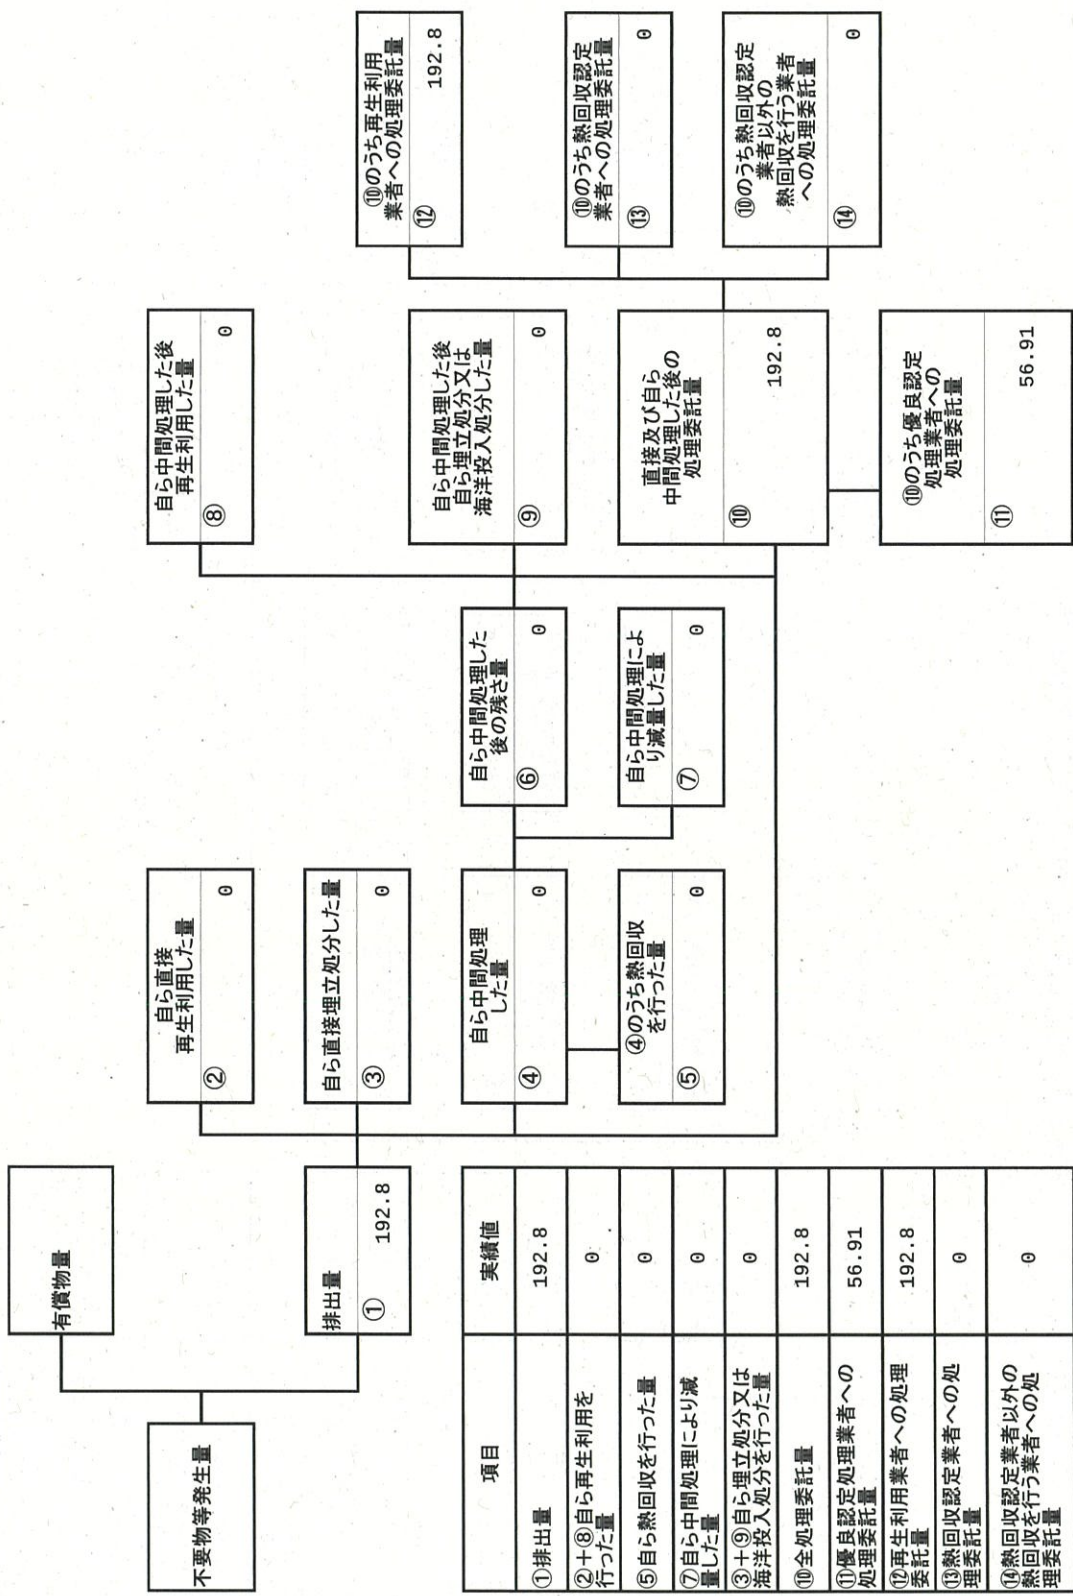 不要物等発生量
有償物量
排出量
①
192.8
自ら直接
再生利用した量
②
0
自ら直接埋立処分した量
③
0
自ら中間処理
した量
④
0
④のうち熱回収
を行った量
⑤
0
自ら中間処理した
後の残さ量
⑥
0
自ら中間処理によ
り減量した量
⑦
0
自ら中間処理した後
再生利用した量
⑧
0
自ら中間処理した後
自ら埋立処分又は
海洋投入処分した量
⑨
0
直接及び自ら
中間処理した後の
処理委託量
⑩
192.8
⑩のうち優良認定
処理業者への
処理委託量
⑪
56.91
⑩のうち再生利用
業者への処理委託量
⑫
192.8
⑩のうち熱回収認定
業者への処理委託量
⑬
0
⑩のうち熱回収認定
業者以外の
熱回収を行う業者
への処理委託量
⑭
0
項目 実績値
①排出量 192.8
②+⑧自ら再生利用を
行った量 0
⑤自ら熱回収を行った量 0
⑦自ら中間処理により減
量した量 0
③+⑨自ら埋立処分又は
海洋投入処分を行った量 0
⑩全処理委託量 192.8
⑪優良認定処理業者への
処理委託量 56.91
⑫再生利用業者への処理
委託量 192.8
⑬熱回収認定業者への処
理委託量 0
⑭熱回収認定業者以外の
熱回収を行う業者への処
理委託量 0